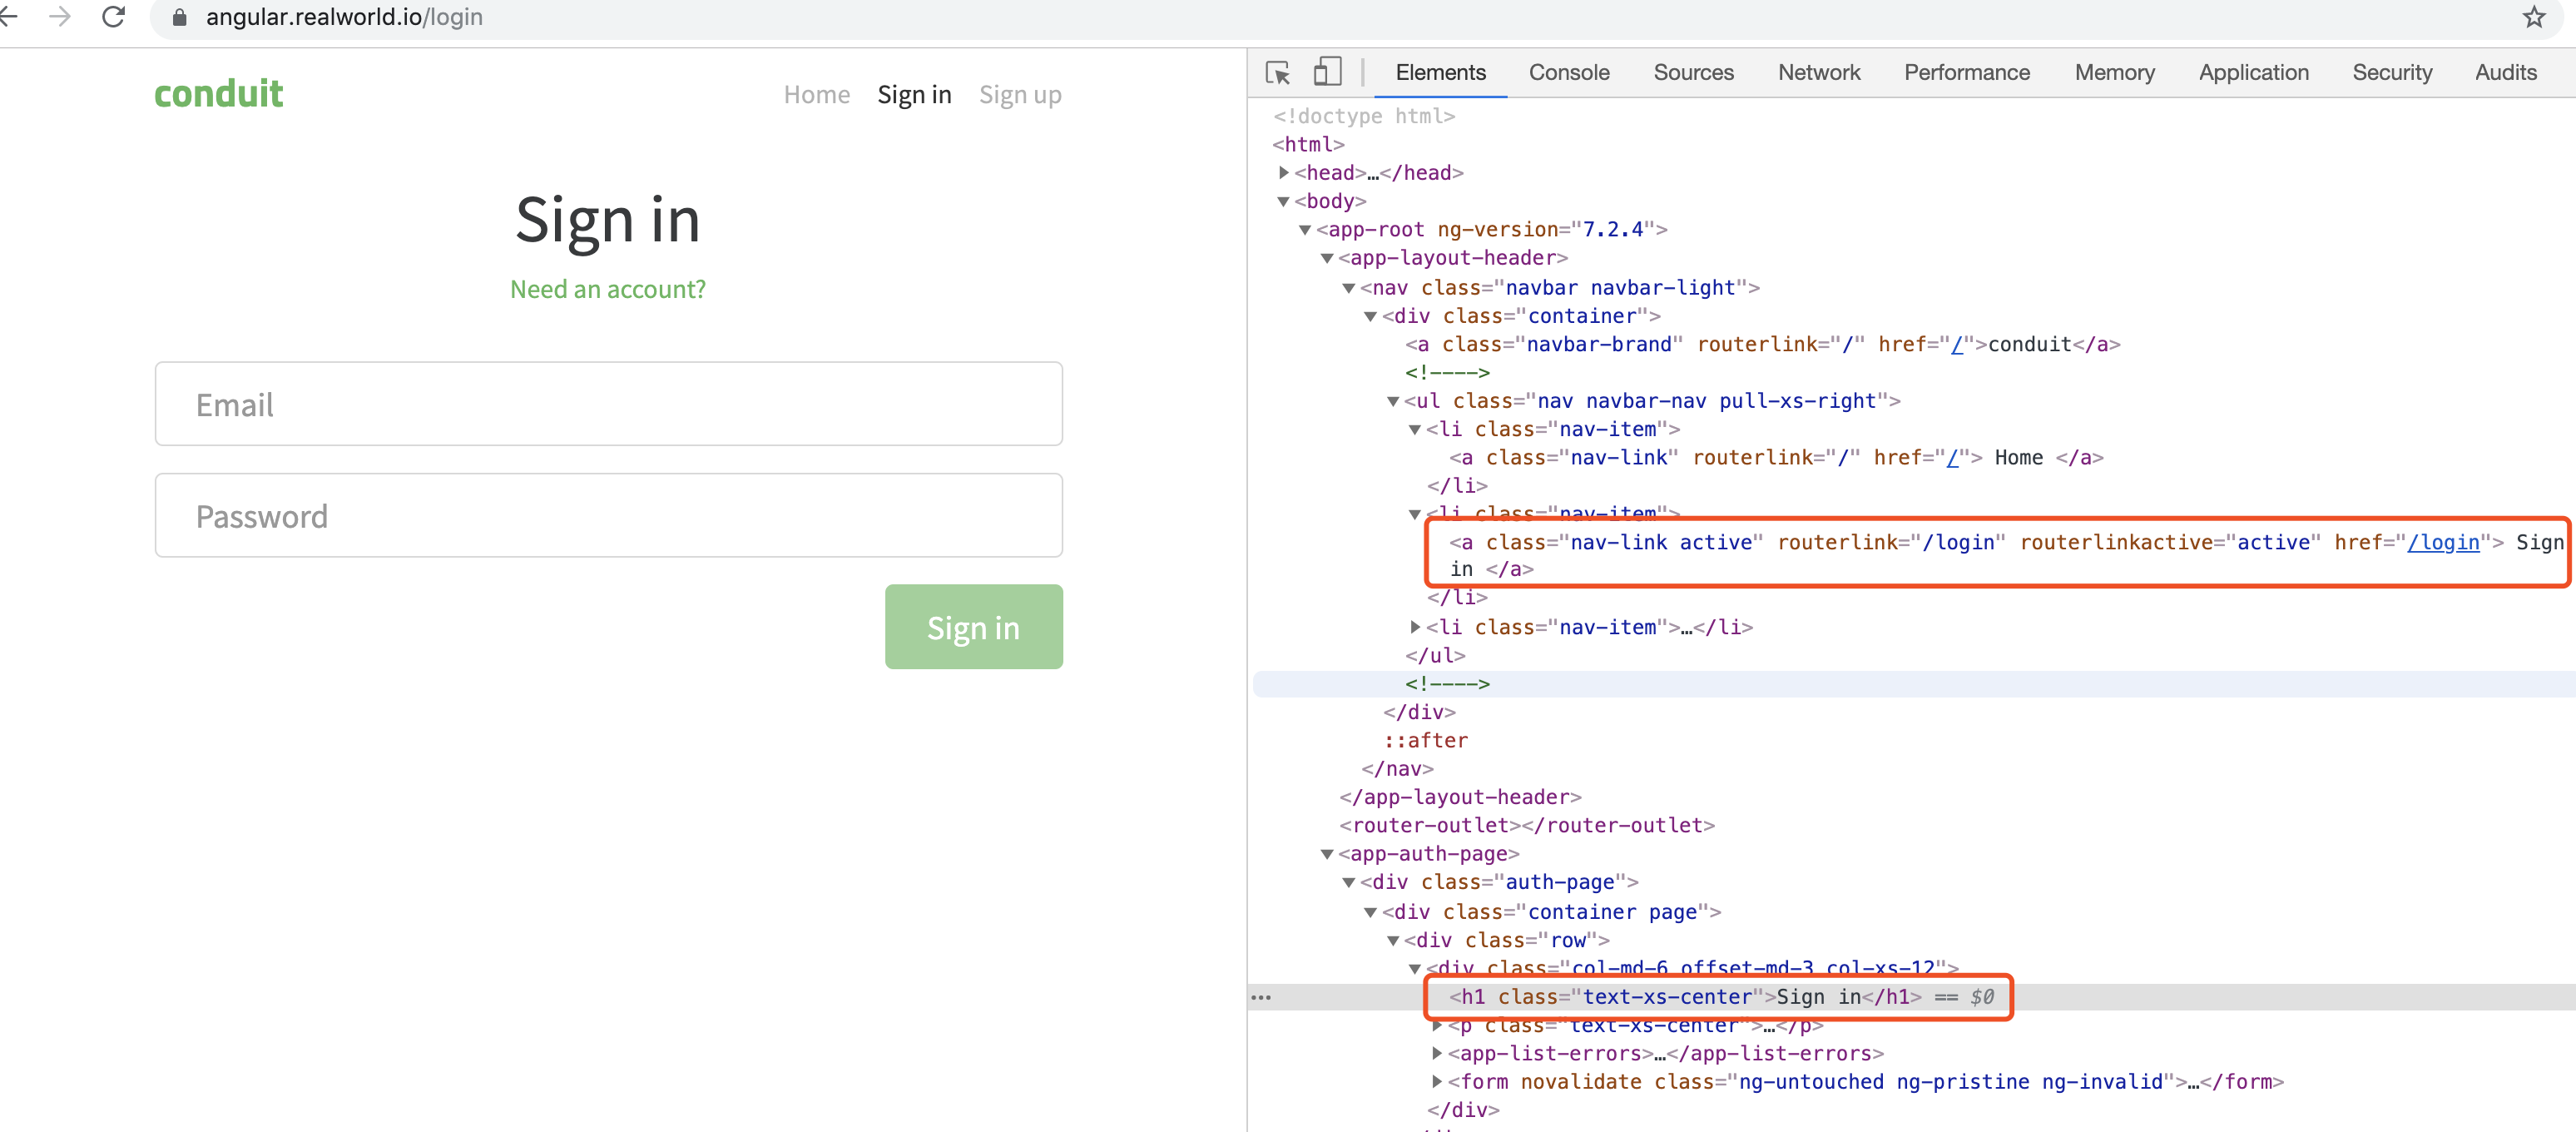 angular.realworld.io/login
conduit
Home Sign in Sign up
Sign in
Need an account?
Email
Password
Sign in
Elements Console Sources Network Performance Memory Application Security Audits
<!doctype html>
<html>
<head>…</head>
<body>
<app-root ng-version="7.2.4">
<app-layout-header>
<nav class="navbar navbar-light">
<div class="container">
<a class="navbar-brand" routerlink="/" href="/">conduit</a>
<!---->
<ul class="nav navbar-nav pull-xs-right">
<li class="nav-item">
<a class="nav-link" routerlink="/" href="/"> Home </a>
</li>
<li class="nav-item">
<a class="nav-link active" routerlink="/login" routerlinkactive="active" href="/login"> Sign
in </a>
</li>
<li class="nav-item">…</li>
</ul>
<!---->
</div>
::after
</nav>
</app-layout-header>
<router-outlet></router-outlet>
<app-auth-page>
<div class="auth-page">
<div class="container page">
<div class="row">
<div class="col-md-6 offset-md-3 col-xs-12">
<h1 class="text-xs-center">Sign in</h1> == $0
<p class="text-xs-center">…</p>
<app-list-errors>…</app-list-errors>
<form novalidate class="ng-untouched ng-pristine ng-invalid">…</form>
</div>